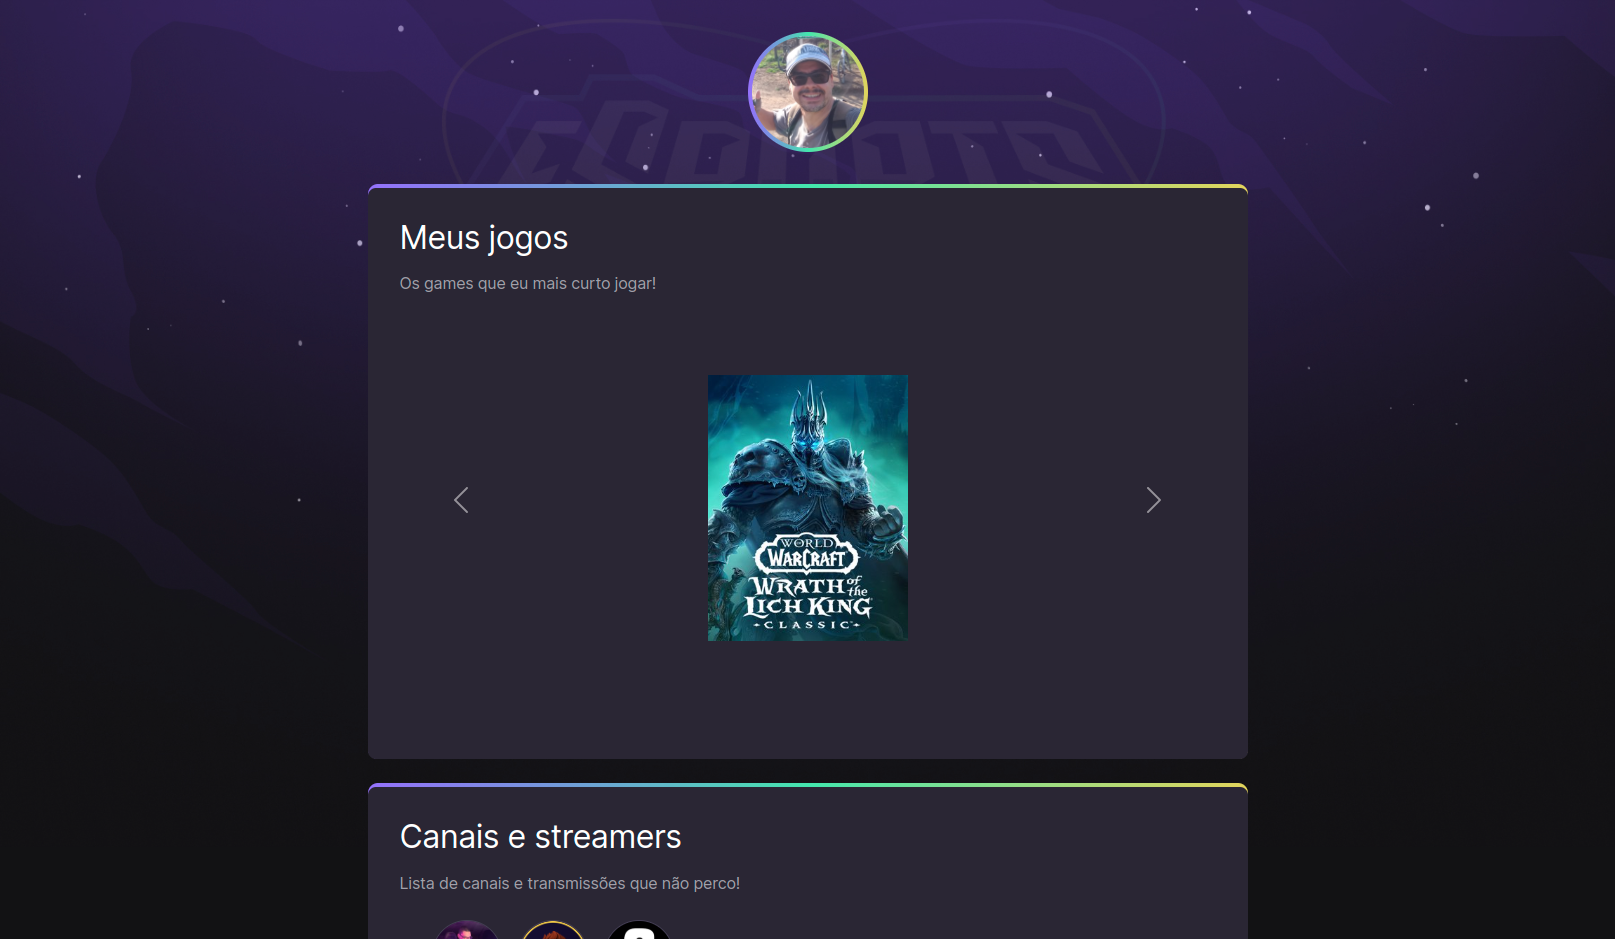 ESPORTS
Meus jogos
Os games que eu mais curto jogar!
WORLD
WARCRAFT
WRATH of the
LICH KING
CLASSIC
Canais e streamers
Lista de canais e transmissões que não perco!